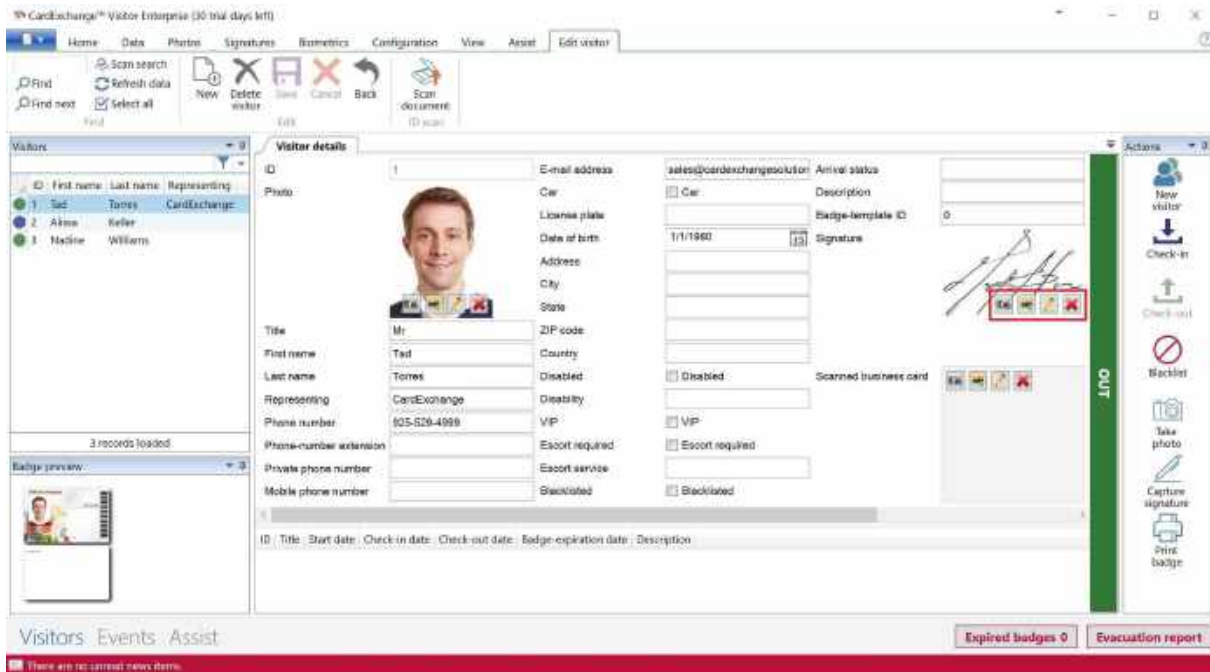 CardExchange™ Visitor Enterprise (30 trial days left)
Home Data Photos Signatures Biometrics Configuration View Assist Edit visitor
Find
Find next
Scan search
Refresh data
Select all
Find
New
Delete visitor
Save
Cancel
Back
Edit
Scan document
ID scan
Visitors
ID First name Last name Representing
1 Tad Torres CardExchange
2 Keller
3 Nadine Williams
3 records loaded
Badge preview
Visitor details
ID 1
Photo
Title Mr
First name Tad
Last name Torres
Representing CardExchange
Phone number 925-529-4999
Phone-number extension
Private phone number
Mobile phone number
E-mail address sales@cardexchangesolution
Car Car
License plate
Date of birth 1/1/1980 15
Address
City
State
ZIP code
Country
Disabled Disabled
Disability
VIP VIP
Escort required Escort required
Escort service
Blacklisted Blacklisted
Arrival status
Description
Badge-template ID 0
Signature
Scanned business card
OUT
ID Title Start date Check-in date Check-out date Badge-expiration date Description
Actions
New visitor
Check-in
Check-out
Blacklist
Take photo
Capture signature
Print badge
Visitors Events Assist
Expired badges 0
Evacuation report
There are no unread news items.